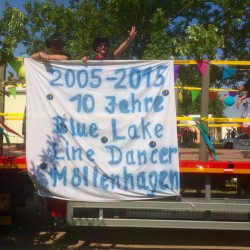 2005-2015
10 Jahre
Blue Lake
Line Dancer
Möllenhagen